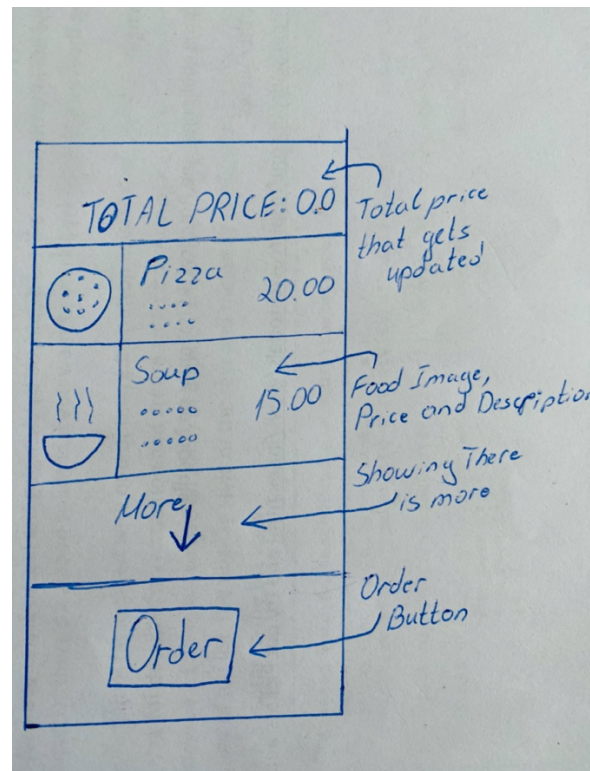 TOTAL PRICE: 0.0
Total price
that gets
updated
Pizza
20.00
Soup
15.00
Food Image,
Price and Description
Showing There
is more
More
Order
Button
Order